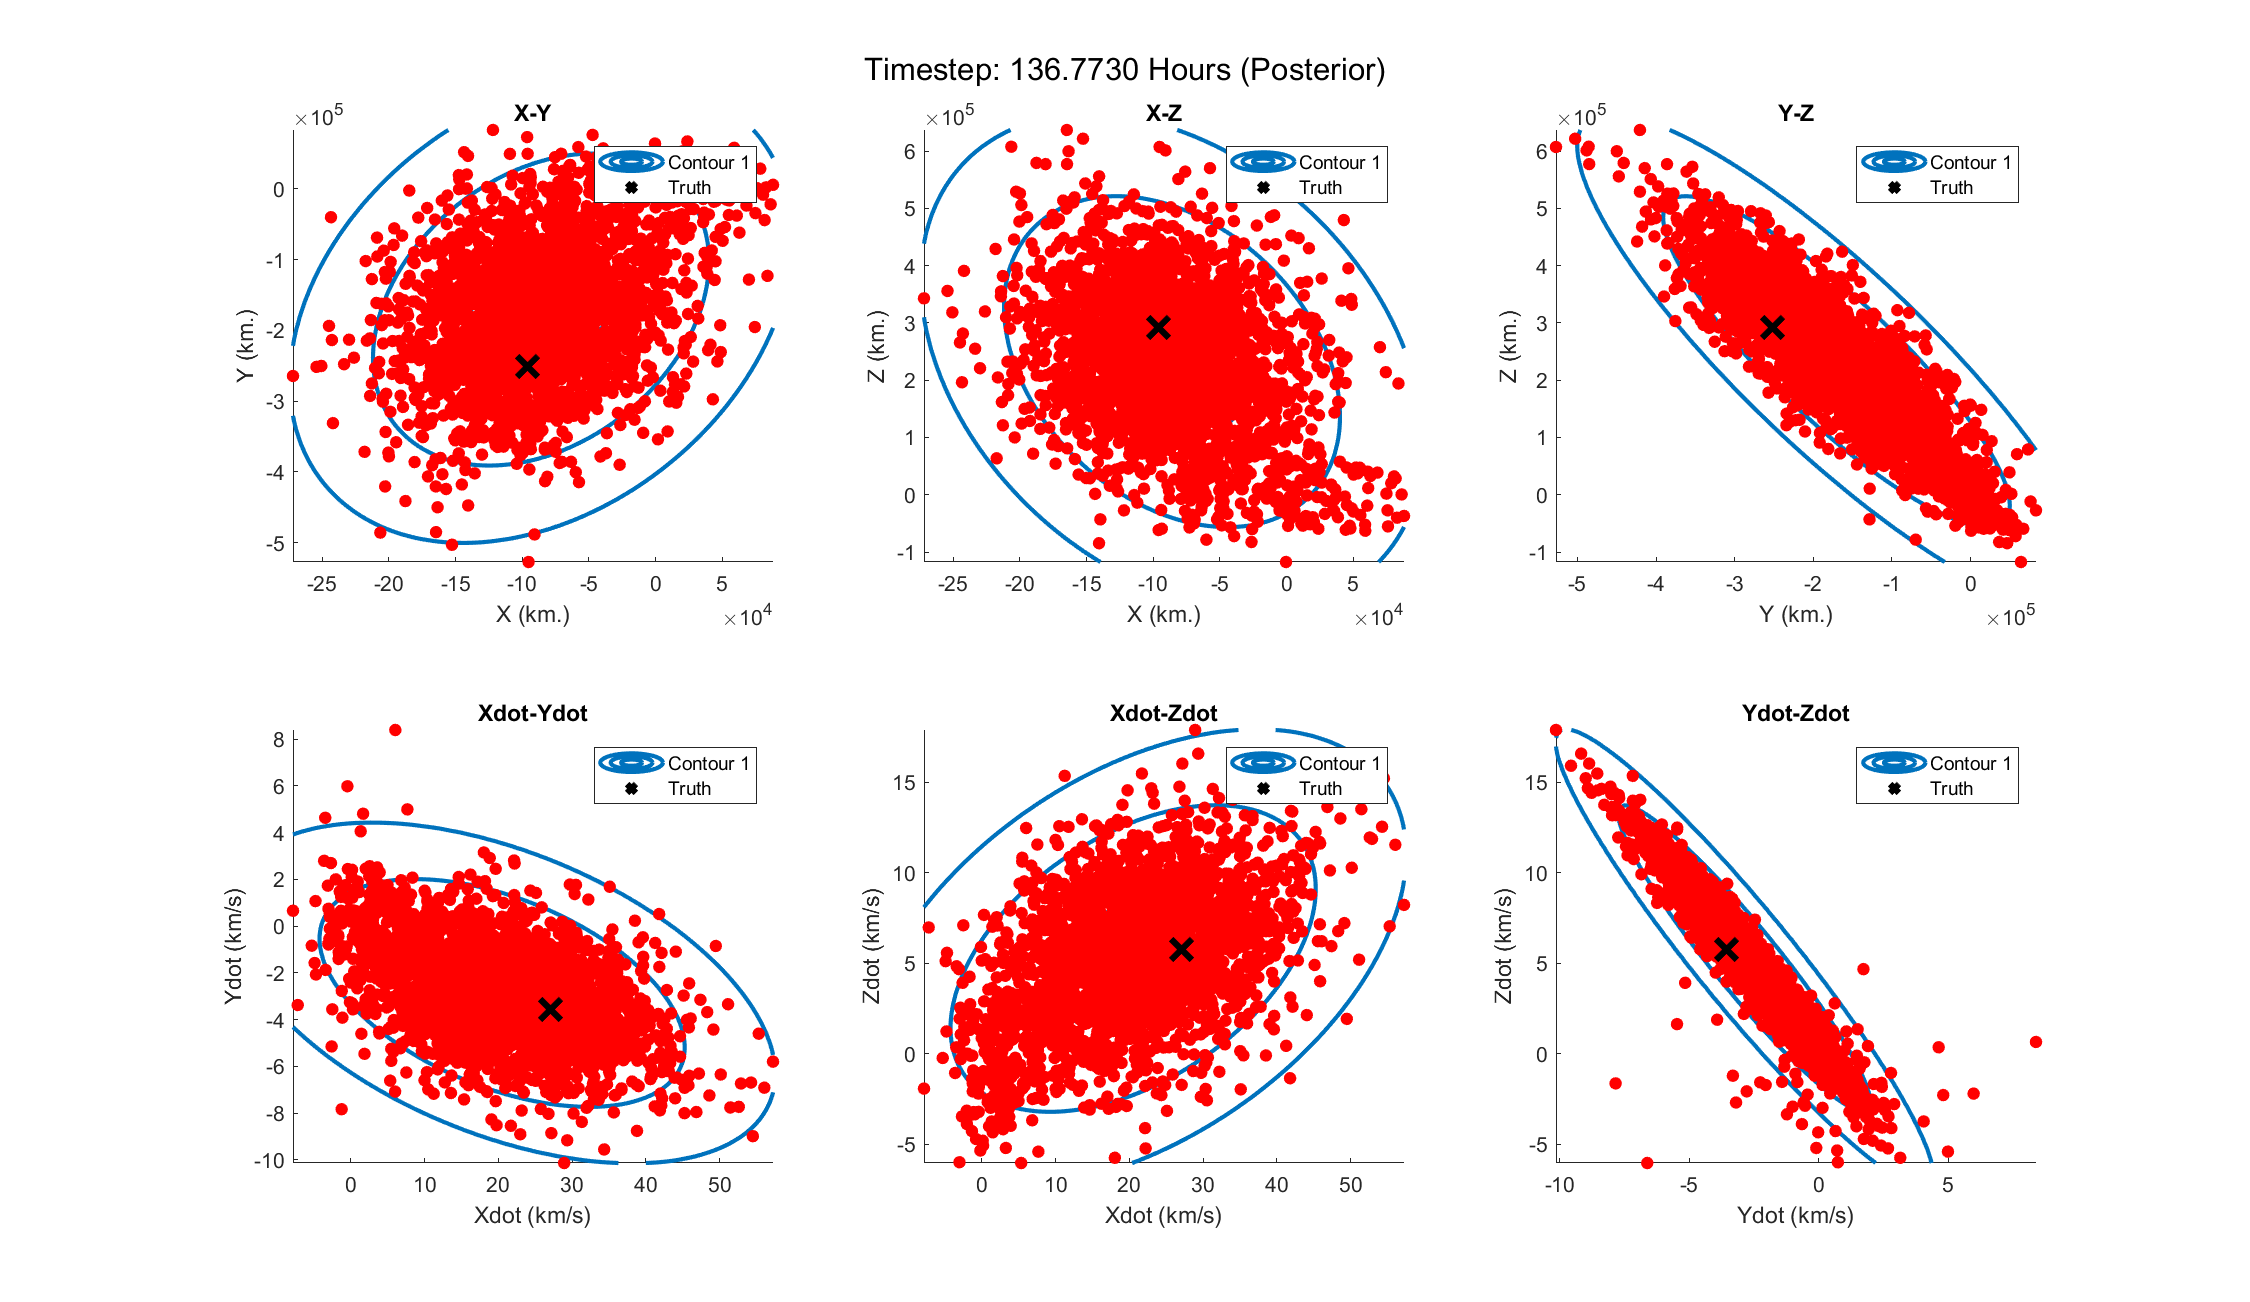 Timestep: 136.7730 Hours (Posterior)
X-Y
×10^5
0
-1
-2
-3
-4
-5
Y (km.)
-25 -20 -15 -10 -5 0 5
X (km.)
×10^4
Contour 1
Truth
X-Z
×10^5
6
5
4
3
2
1
0
-1
Z (km.)
-25 -20 -15 -10 -5 0 5
X (km.)
×10^4
Contour 1
Truth
Y-Z
×10^5
6
5
4
3
2
1
0
-1
Z (km.)
-5 -4 -3 -2 -1 0
Y (km.)
×10^5
Contour 1
Truth
Xdot-Ydot
8
6
4
2
0
-2
-4
-6
-8
-10
Ydot (km/s)
0 10 20 30 40 50
Xdot (km/s)
Contour 1
Truth
Xdot-Zdot
15
10
5
0
-5
Zdot (km/s)
0 10 20 30 40 50
Xdot (km/s)
Contour 1
Truth
Ydot-Zdot
15
10
5
0
-5
Zdot (km/s)
-10 -5 0 5
Ydot (km/s)
Contour 1
Truth